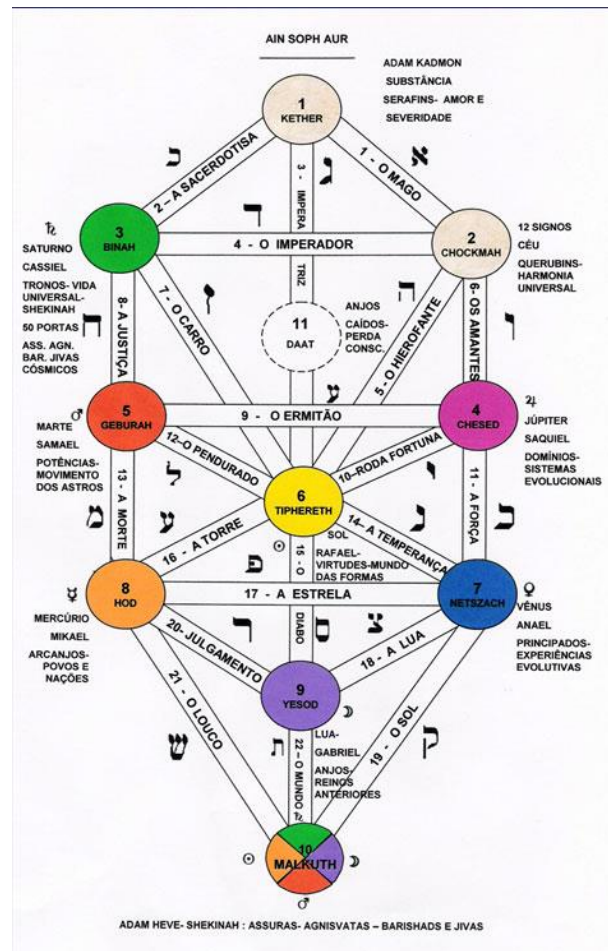 AIN SOPH AUR
ADAM KADMON
SUBSTÂNCIA
SERAFINS- AMOR E
SEVERIDADE
1
KETHER
כ
2 – A SACERDOTISA
3 - IMPERA
TRIZ
ג
1 - O MAGO
א
ד
♄
SATURNO
CASSIEL
TRONOS- VIDA
UNIVERSAL-
SHEKINAH
50 PORTAS
ASS. AGN.
BAR. JIVAS
CÓSMICOS
3
BINAH
4 - O IMPERADOR
2
CHOCKMAH
12 SIGNOS
CÉU
QUERUBINS-
HARMONIA
UNIVERSAL
8- A JUSTIÇA
ח
7 - O CARRO
11
DAAT
ANJOS
CAÍDOS-
PERDA
CONSC.
ה
5 - O HIEROFANTE
6- OS AMANTES
♂
MARTE
SAMAEL
POTÊNCIAS-
MOVIMENTO
DOS ASTROS
5
GEBURAH
9 - O ERMITÃO
ע
4
CHESED
♃
JÚPITER
SAQUIEL
DOMÍNIOS-
SISTEMAS
EVOLUCIONAIS
13 - A MORTE
מ
12–O PENDURADO
ל
6
TIPHERETH
10–RODA FORTUNA
11- A FORÇA
16 - A TORRE
ע
☉
SOL
RAFAEL-
VIRTUDES-MUNDO
DAS FORMAS
15 - O
DIABO
פ
14– A TEMPERANÇA
☿
MERCÚRIO
MIKAEL
ARCANJOS-
POVOS E
NAÇÕES
8
HOD
17 - A ESTRELA
7
NETSZACH
♀
VÊNUS
ANAEL
PRINCIPADOS-
EXPERIÊNCIAS
EVOLUTIVAS
20- JULGAMENTO
ס
צ
18 - A LUA
9
YESOD
☽
LUA-
GABRIEL
ANJOS-
REINOS
ANTÉRIORES
21 - O LOUCO
ש
22 – O MUNDO
ת
19 - O SOL
ק
♄
☉
10
MALKUTH
☽
♂
ADAM HEVE- SHEKINAH : ASSURAS- AGNISVATAS – BARISHADS E JIVAS